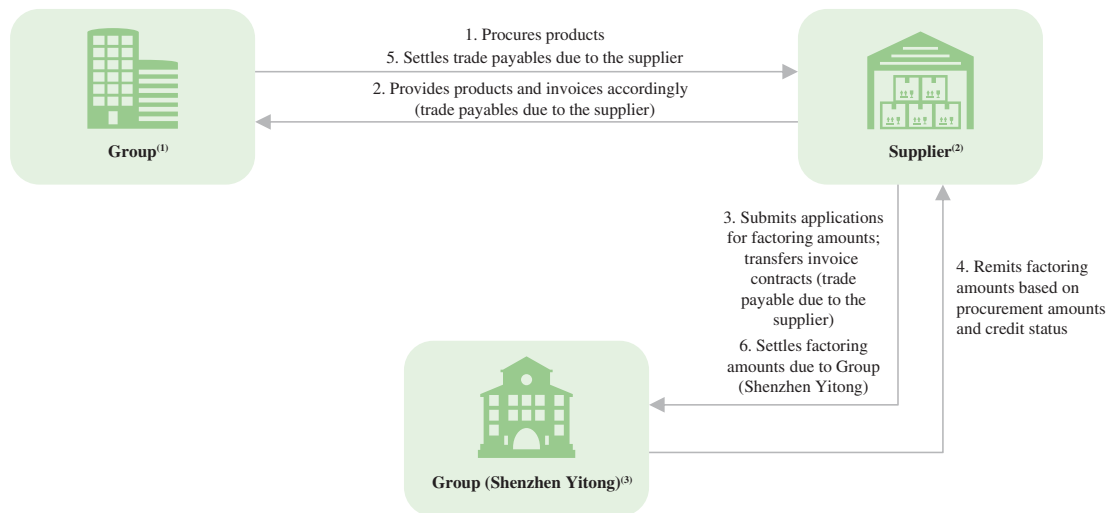 1. Procures products
5. Settles trade payables due to the supplier
2. Provides products and invoices accordingly
(trade payables due to the supplier)
Group(1)
Supplier(2)
3. Submits applications
for factoring amounts;
transfers invoice
contracts (trade
payable due to the
supplier)
6. Settles factoring
amounts due to Group
(Shenzhen Yitong)
4. Remits factoring
amounts based on
procurement amounts
and credit status
Group (Shenzhen Yitong)(3)